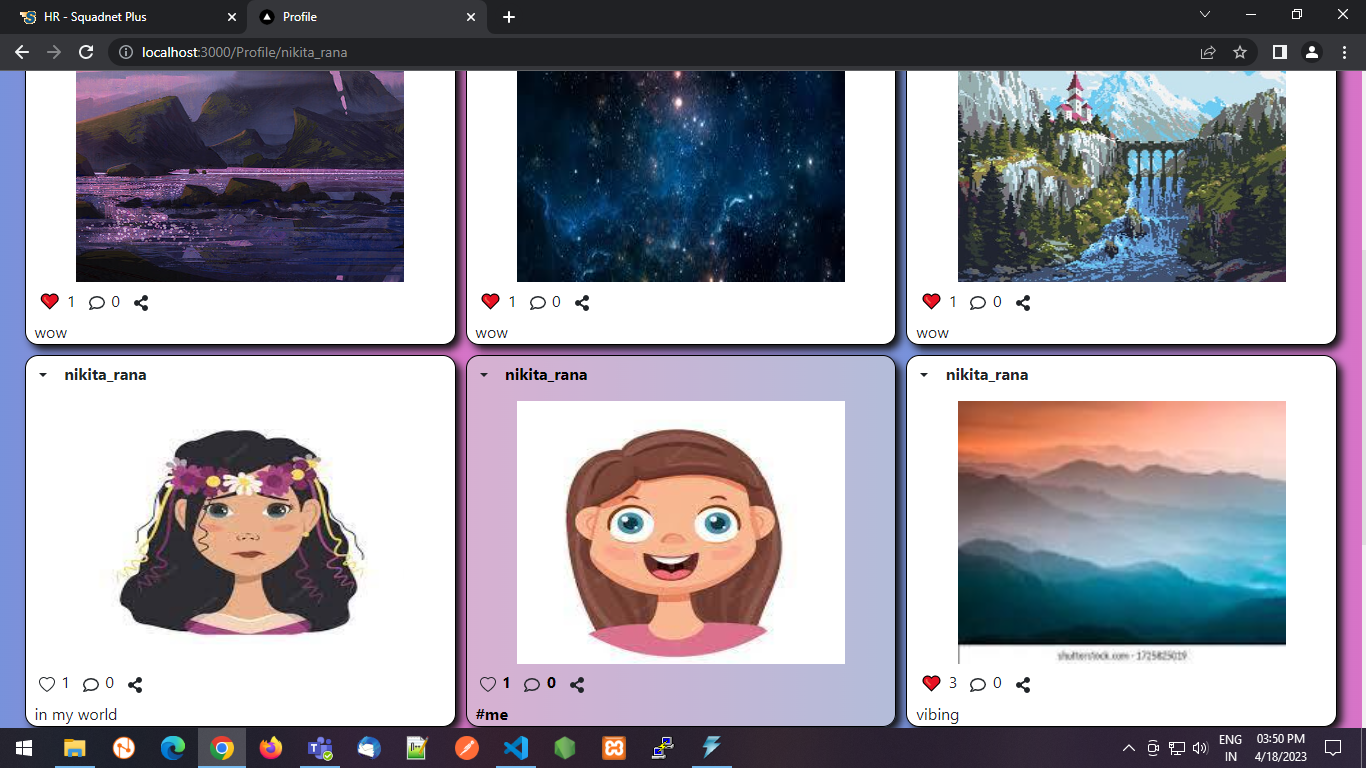 HR - Squadnet Plus
Profile
localhost:3000/Profile/nikita_rana
1 0
1 0
1 0
wow
wow
wow
nikita_rana
nikita_rana
nikita_rana
shutterstock.com · 1725825019
1 0
1 0
3 0
in my world
#me
vibing
ENG
IN
03:50 PM
4/18/2023